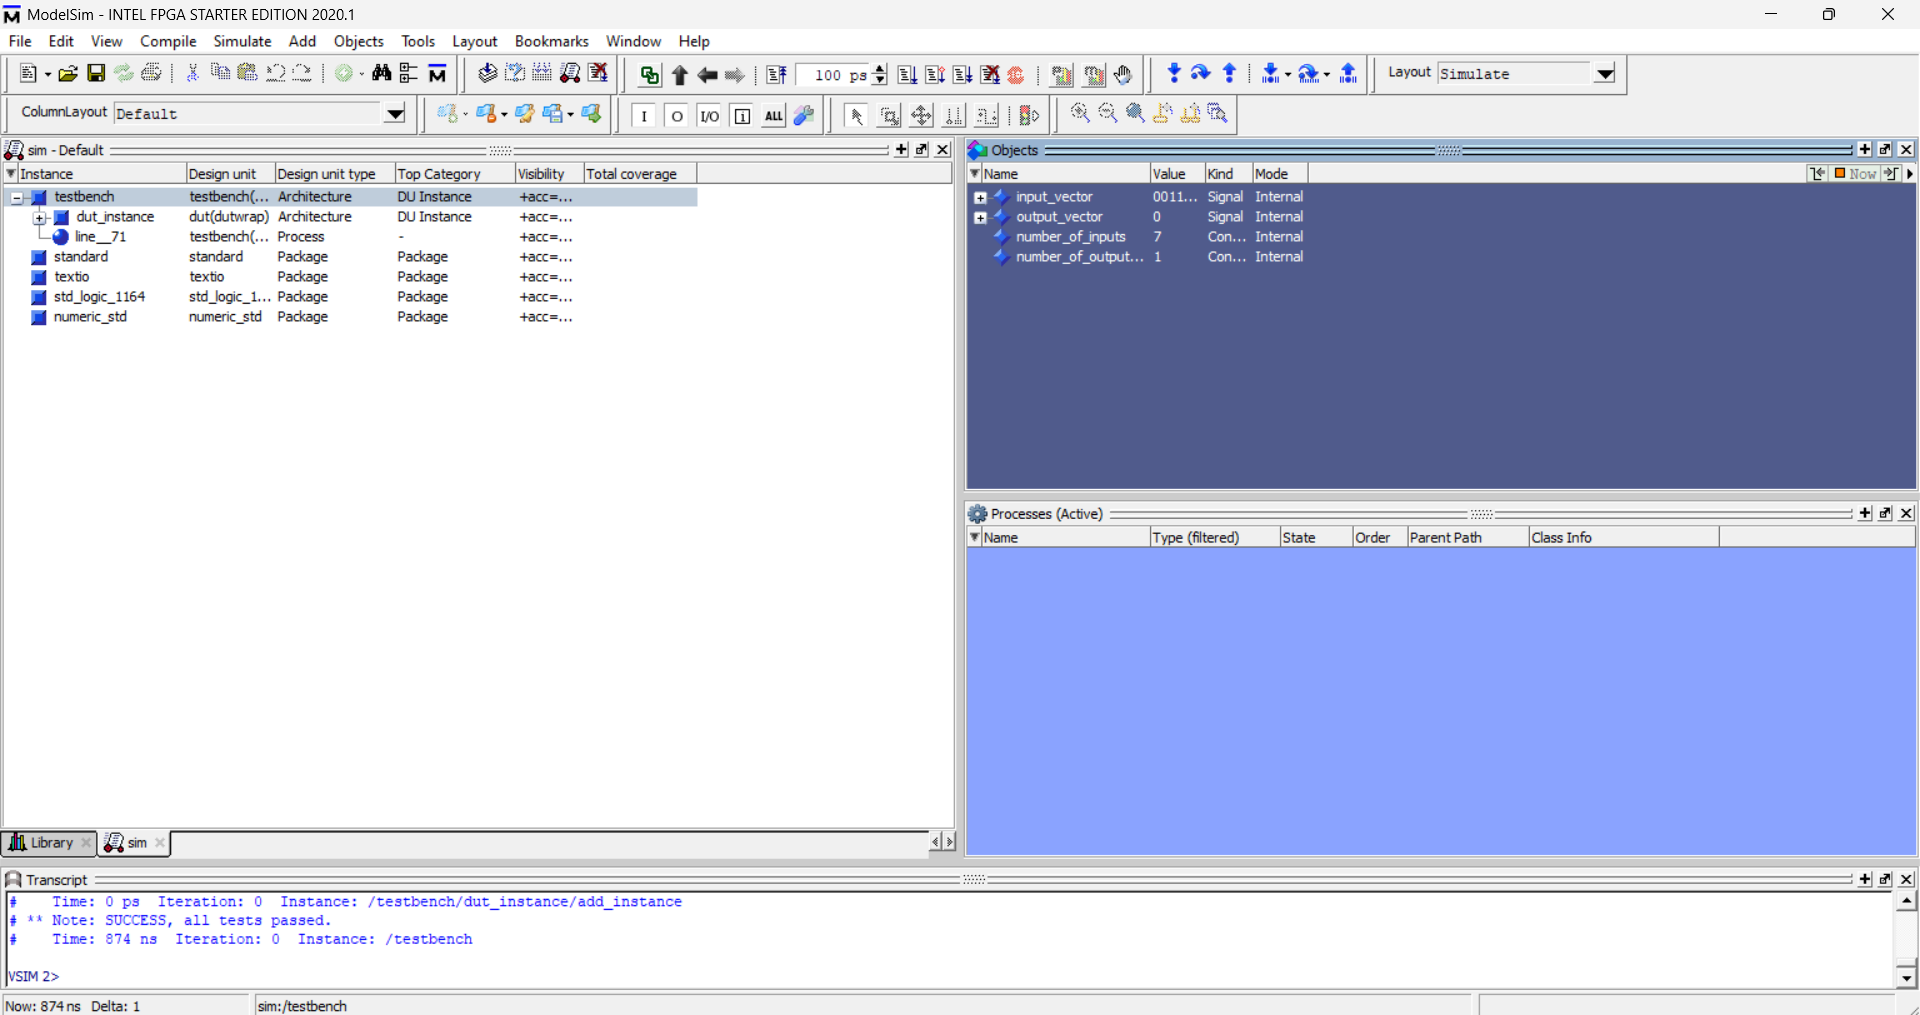 ModelSim - INTEL FPGA STARTER EDITION 2020.1
File Edit View Compile Simulate Add Objects Tools Layout Bookmarks Window Help
100 ps
Layout Simulate
ColumnLayout Default
I O I/O i ALL
sim - Default
Instance Design unit Design unit type Top Category Visibility Total coverage
testbench testbench(... Architecture DU Instance +acc=...
dut_instance dut(dutwrap) Architecture DU Instance +acc=...
line__71 testbench(... Process - +acc=...
standard standard Package Package +acc=...
textio textio Package Package +acc=...
std_logic_1164 std_logic_1... Package Package +acc=...
numeric_std numeric_std Package Package +acc=...
Library sim
Objects
Name Value Kind Mode Now
input_vector 0011... Signal Internal
output_vector 0 Signal Internal
number_of_inputs 7 Con... Internal
number_of_output... 1 Con... Internal
Processes (Active)
Name Type (filtered) State Order Parent Path Class Info
Transcript
#    Time: 0 ps  Iteration: 0  Instance: /testbench/dut_instance/add_instance
# ** Note: SUCCESS, all tests passed.
#    Time: 874 ns  Iteration: 0  Instance: /testbench
VSIM 2>
Now: 874 ns Delta: 1 sim:/testbench